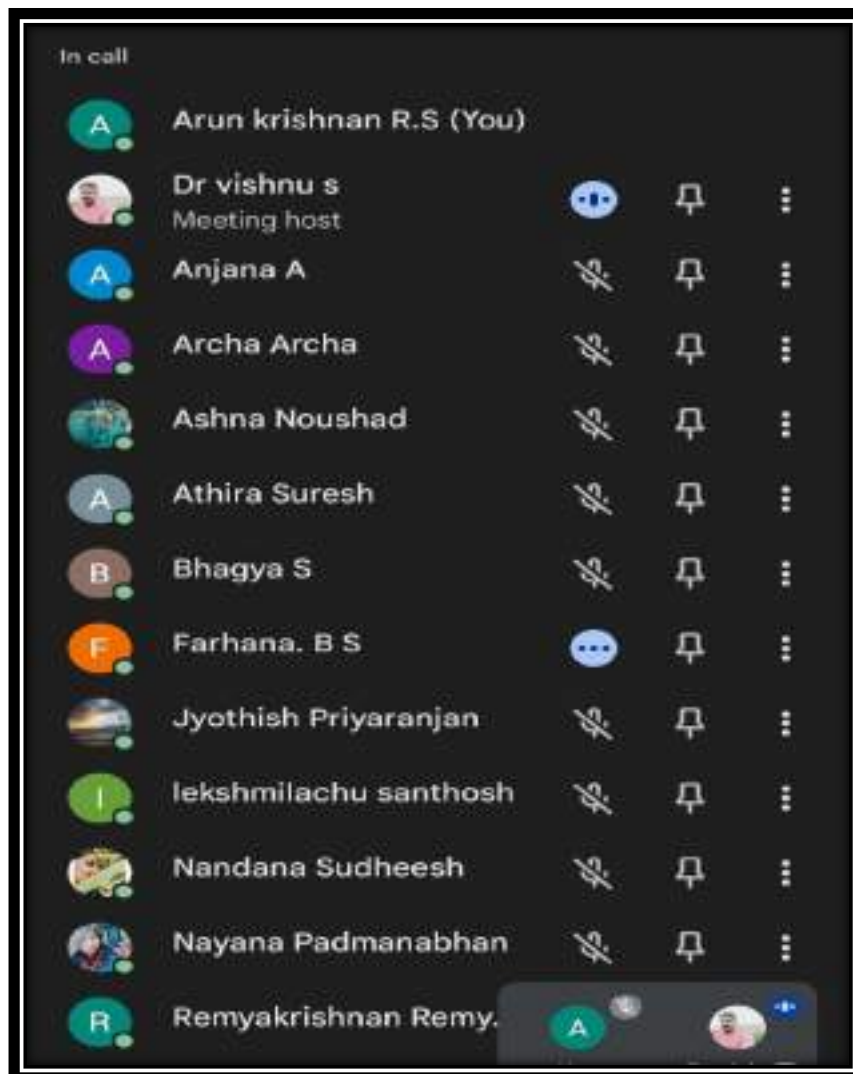 In call
A Arun krishnan R.S (You)
Dr vishnu s
Meeting host
A Anjana A
A Archa Archa
Ashna Noushad
A Athira Suresh
B Bhagya S
F Farhana. B S
Jyothish Priyaranjan
l lekshmilachu santhosh
Nandana Sudheesh
Nayana Padmanabhan
R Remyakrishnan Remy.
A